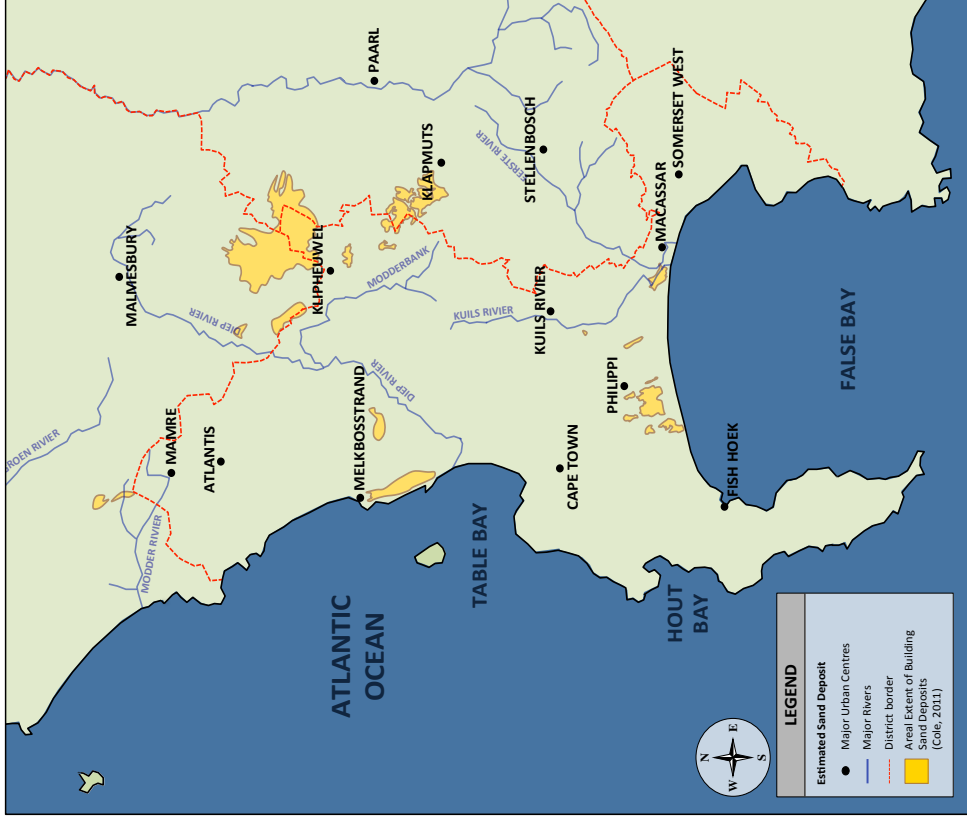 GROEN RIVIER
MALMESBURY
PAARL
MAMRE
ATLANTIS
MODDER RIVIER
DIEP RIVIER
KLIPHEUWEL
KLAPMUTS
MODDERBANK
MELKBOSSTRAND
DIEP RIVIER
EERSTE RIVIER
STELLENBOSCH
KUILS RIVIER
KUILS RIVIER
PHILIPPI
MACASSAR
SOMERSET WEST
CAPE TOWN
FISH HOEK
ATLANTIC
OCEAN
TABLE BAY
HOUT
BAY
FALSE BAY
N
W
E
S
LEGEND
Estimated Sand Deposit
Major Urban Centres
Major Rivers
District border
Areal Extent of Building
Sand Deposits
(Cole, 2011)